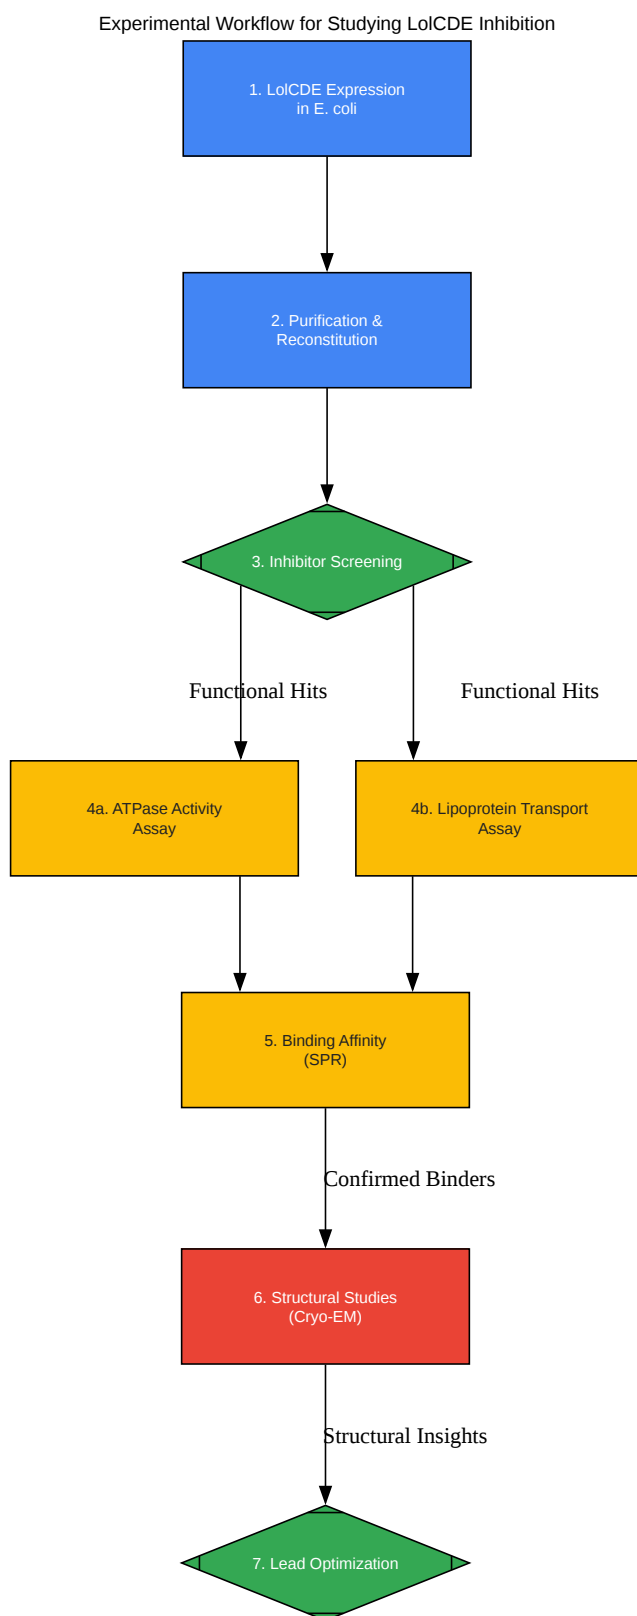 Experimental Workflow for Studying LolCDE Inhibition
1. LolCDE Expression
in E. coli
2. Purification &
Reconstitution
3. Inhibitor Screening
Functional Hits
Functional Hits
4a. ATPase Activity
Assay
4b. Lipoprotein Transport
Assay
5. Binding Affinity
(SPR)
Confirmed Binders
6. Structural Studies
(Cryo-EM)
Structural Insights
7. Lead Optimization